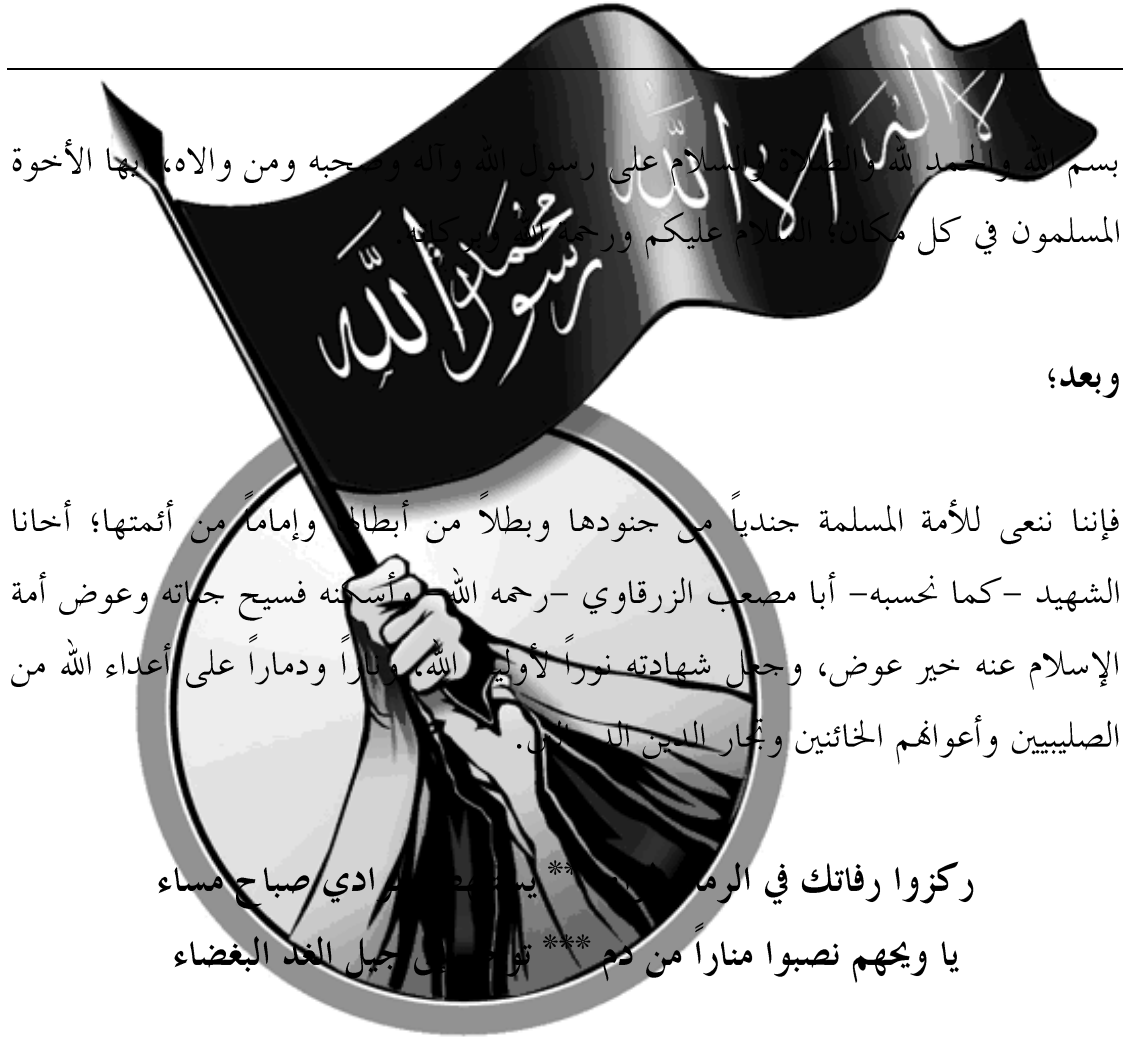 لا إله إلا الله
محمد رسول الله
بسم الله والحمد لله والصلاة والسلام على رسول الله وآله وصحبه ومن والاه، أيها الأخوة
المسلمون في كل مكان؛ السلام عليكم ورحمة الله وبركاته.
وبعد؛
فإننا ننعى للأمة المسلمة جندياً من جنودها وبطلاً من أبطالها وإماماً من أئمتها؛ أخانا
الشهيد –كما نحسبه– أبا مصعب الزرقاوي –رحمه الله– وأسكنه فسيح جناته وعوض أمة
الإسلام عنه خير عوض، وجعل شهادته نوراً لأولياء الله، وناراً ودماراً على أعداء الله من
الصليبيين وأعوانهم الخائنين وتجار الدين
ركزوا رفاتك في الرمال *** صباح مساء
يا ويحهم نصبوا مناراً من دم *** جيل الغد البغضاء